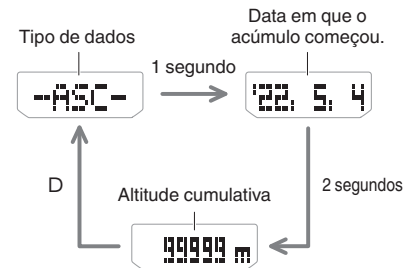 Tipo de dados
Data em que o
acúmulo começou.
1 segundo
-ASC-
'22. 5. 4
D
2 segundos
Altitude cumulativa
99999 m